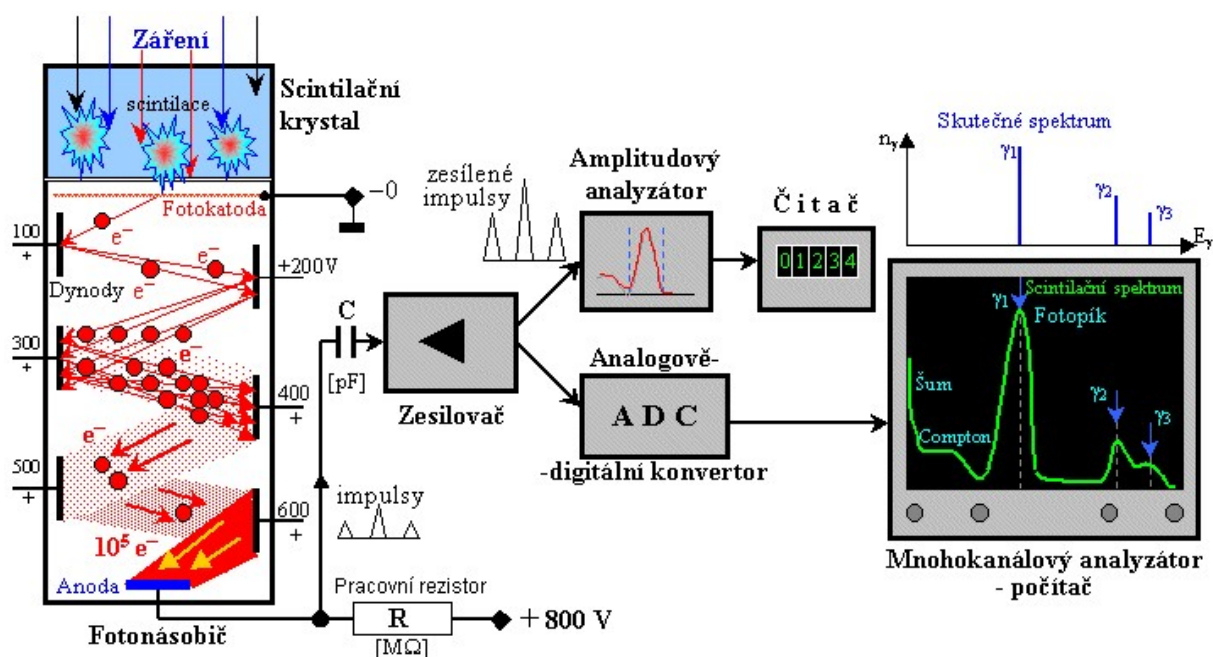 Záření
scintilace
Scintilační
krystal
Fotokatoda
–0
100
+
e–
e–
e–
+200V
Dynody
300
+
e–
400
+
e–
500
+
600
+
10⁵ e–
Anoda
Fotonásobič
impulsy
Pracovní rezistor
R
[MΩ]
+ 800 V
C
[pF]
Zesilovač
zesílené
impulsy
Amplitudový
analyzátor
Čitač
01234
Analogově-
A D C
-digitální konvertor
Skutečné spektrum
nγ
γ1
γ2
γ3
Eγ
Scintilační spektrum
γ1
Fotopík
Šum
Compton
γ2
γ3
Mnohokanálový analyzátor
- počítač